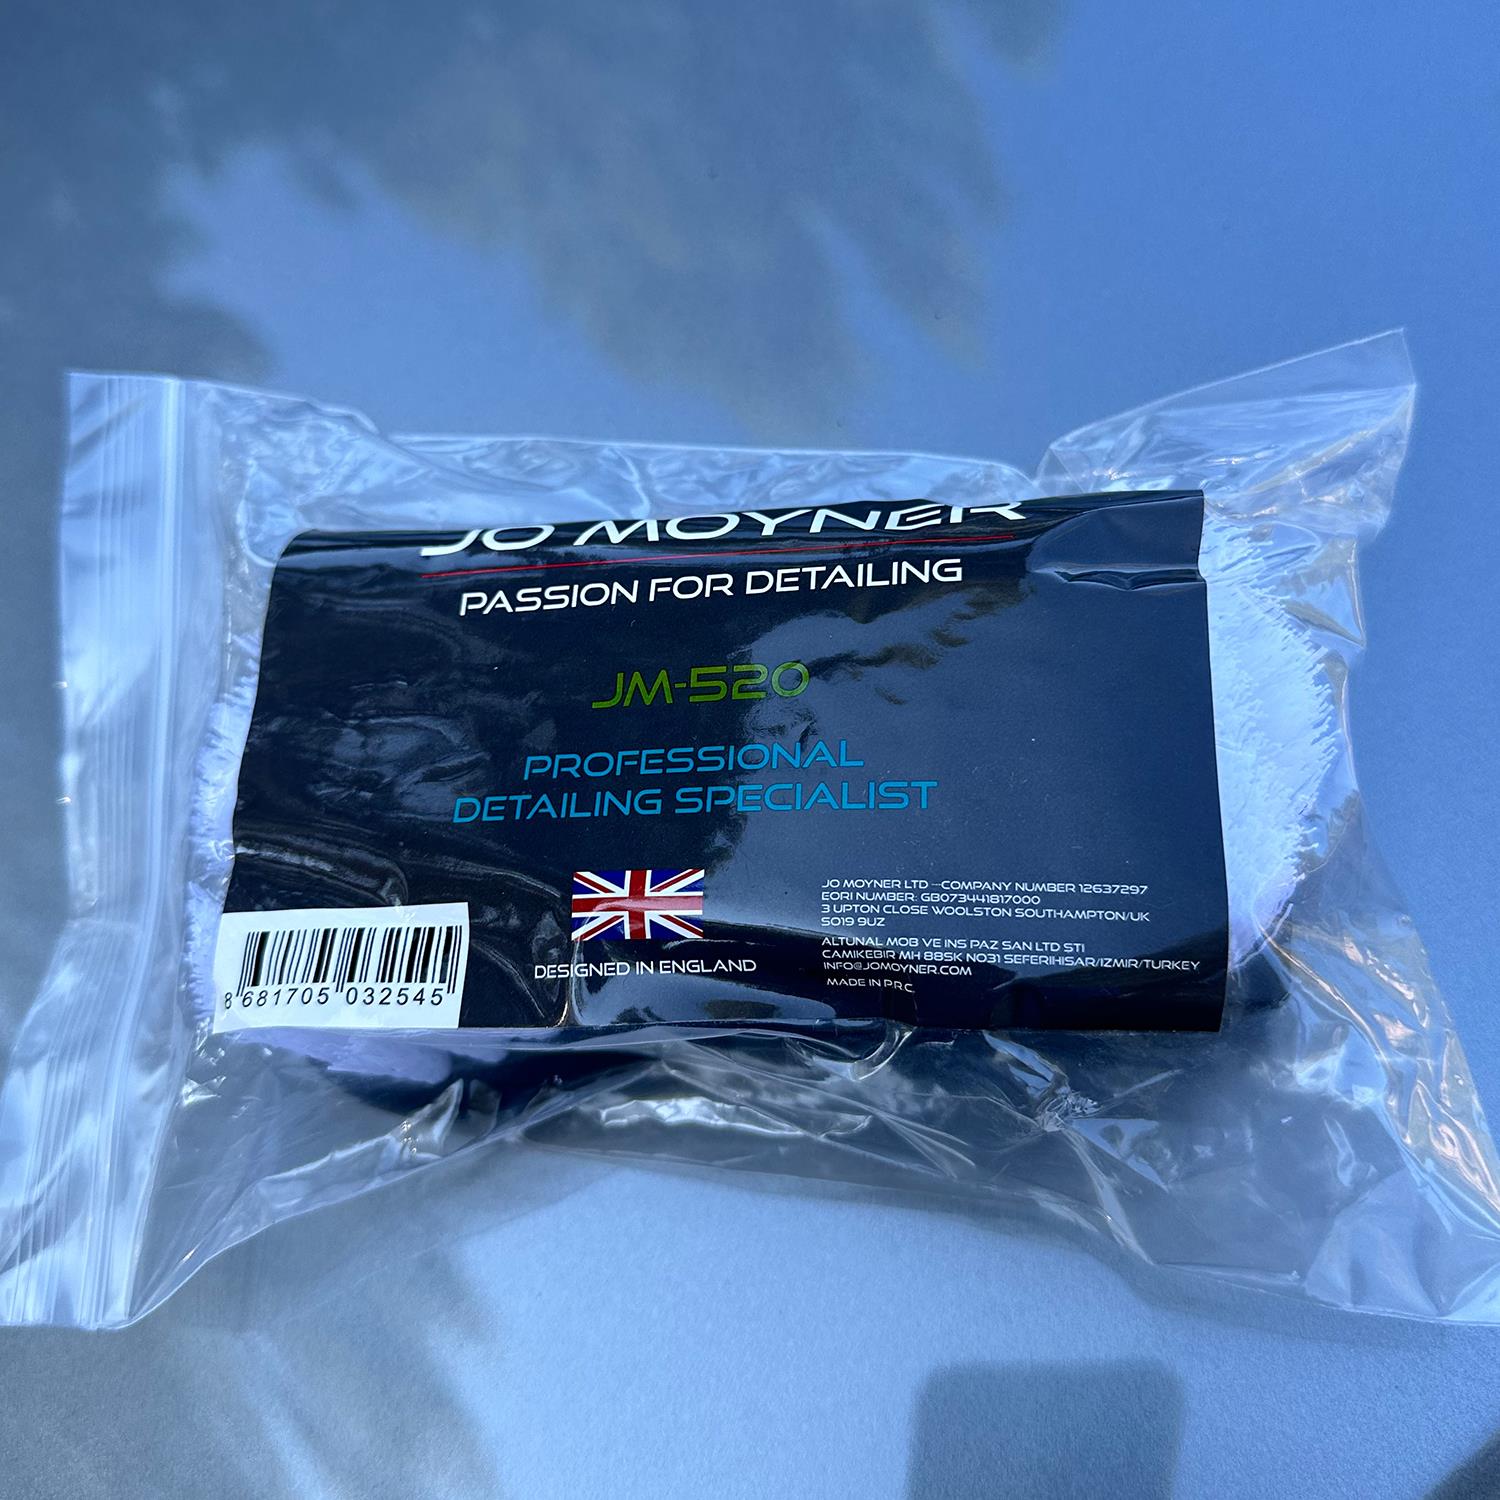 JO MOYNER
PASSION FOR DETAILING
JM-520
PROFESSIONAL
DETAILING SPECIALIST
DESIGNED IN ENGLAND
8 681705 032545
JO MOYNER LTD -COMPANY NUMBER 12637297
EORI NUMBER: GB073441817000
3 UPTON CLOSE WOOLSTON SOUTHAMPTON/UK
SO19 9UZ
ALTUNAL MOB VE INS PAZ SAN LTD STI
CAMIKEBIR MH 88SK NO31 SEFERIHISAR/IZMIR/TURKEY
INFO@JOMOYNER.COM
MADE IN P.R.C.